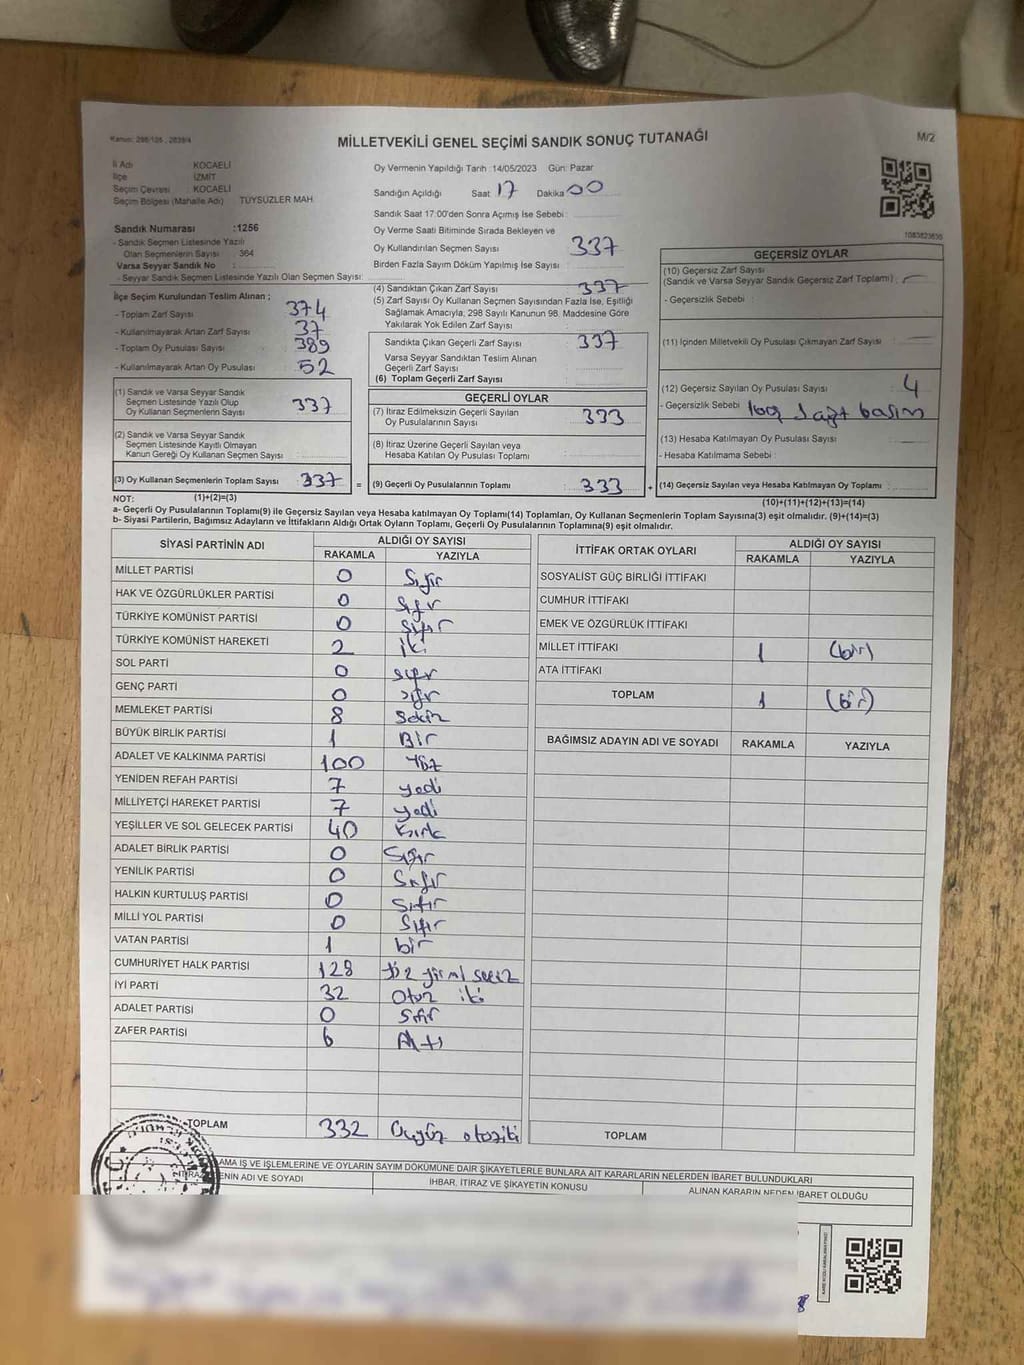 Kanun: 298/105 , 2839/4
MİLLETVEKİLİ GENEL SEÇİMİ SANDIK SONUÇ TUTANAĞI
M/2
İl Adı KOCAELİ
İlçe İZMİT
Seçim Çevresi : KOCAELİ
Seçim Bölgesi (Mahalle Adı) TÜYSÜZLER MAH.
Oy Vermenin Yapıldığı Tarih : 14/05/2023 Gün: Pazar
Sandığın Açıldığı Saat 17 Dakika 00
Sandık Saat 17:00'den Sonra Açımış İse Sebebi :
Sandık Numarası :1256
- Sandık Seçmen Listesinde Yazılı
Olan Seçmenlerin Sayısı : 364
Varsa Seyyar Sandık No :
- Seyyar Sandık Seçmen Listesinde Yazılı Olan Seçmen Sayısı:
Oy Verme Saati Bitiminde Sırada Bekleyen ve
Oy Kullandırılan Seçmen Sayısı 337
Birden Fazla Sayım Döküm Yapılmış İse Sayısı :
İlçe Seçim Kurulundan Teslim Alınan ;
- Toplam Zarf Sayısı 374
- Kullanılmayarak Artan Zarf Sayısı 37
- Toplam Oy Pusulası Sayısı 389
- Kullanılmayarak Artan Oy Pusulası 52
(4) Sandıktan Çıkan Zarf Sayısı 337
(5) Zarf Sayısı Oy Kullanan Seçmen Sayısından Fazla İse, Eşitliği
Sağlamak Amacıyla, 298 Sayılı Kanunun 98. Maddesine Göre
Yakılarak Yok Edilen Zarf Sayısı
Sandıkta Çıkan Geçerli Zarf Sayısı : 337
Varsa Seyyar Sandıktan Teslim Alınan
Geçerli Zarf Sayısı
(6) Toplam Geçerli Zarf Sayısı
1083823635
GEÇERSİZ OYLAR
(10) Geçersiz Zarf Sayısı
(Sandık ve Varsa Seyyar Sandık Geçersiz Zarf Toplamı) :
- Geçersizlik Sebebi :
(11) İçinden Milletvekili Oy Pusulası Çıkmayan Zarf Sayısı
(12) Geçersiz Sayılan Oy Pusulası Sayısı : 4
- Geçersizlik Sebebi
(13) Hesaba Katılmayan Oy Pusulası Sayısı
- Hesaba Katılmama Sebebi :
(14) Geçersiz Sayılan veya Hesaba Katılmayan Oy Toplamı :
(10)+(11)+(12)+(13)=(14)
(1) Sandık ve Varsa Seyyar Sandık
Seçmen Listesinde Yazılı Olup
Oy Kullanan Seçmenlerin Sayısı 337
(2) Sandık ve Varsa Seyyar Sandık
Seçmen Listesinde Kayıtlı Olmayan
Kanun Gereği Oy Kullanan Seçmen Sayısı
(3) Oy Kullanan Seçmenlerin Toplam Sayısı 337 =
GEÇERLİ OYLAR
(7) İtiraz Edilmeksizin Geçerli Sayılan
Oy Pusulalarının Sayısı 333
(8) İtiraz Üzerine Geçerli Sayılan veya
Hesaba Katılan Oy Pusulası Toplamı
(9) Geçerli Oy Pusulalarının Toplamı : 333 +
NOT: (1)+(2)=(3)
a- Geçerli Oy Pusulasının Toplamı(9) ile Geçersiz Sayılan veya Hesaba katılmayan Oy Toplamı(14) Toplamları, Oy Kullanan Seçmenlerin Toplam Sayısına(3) eşit olmalıdır. (9)+(14)=(3)
b- Siyasi Partilerin, Bağımsız Adayların ve İttifakların Aldığı Ortak Oyların Toplamı, Geçerli Oy Pusulalarının Toplamına(9) eşit olmalıdır.
SİYASİ PARTİNİN ADI ALDIĞI OY SAYISI
RAKAMLA YAZIYLA
MİLLET PARTİSİ 0 Sıfır
HAK VE ÖZGÜRLÜKLER PARTİSİ 0 sıfır
TÜRKİYE KOMÜNİST PARTİSİ 0 sıfır
TÜRKİYE KOMÜNİST HAREKETİ 2 iki
SOL PARTİ 0 sıfır
GENÇ PARTİ 0 sıfır
MEMLEKET PARTİSİ 8 Sekiz
BÜYÜK BİRLİK PARTİSİ 1 Bir
ADALET VE KALKINMA PARTİSİ 100 Yüz
YENİDEN REFAH PARTİSİ 7 yedi
MİLLİYETÇİ HAREKET PARTİSİ 7 yedi
YEŞİLLER VE SOL GELECEK PARTİSİ 40 Kırk
ADALET BİRLİK PARTİSİ 0 Sıfır
YENİLİK PARTİSİ 0 Sıfır
HALKIN KURTULUŞ PARTİSİ 0 Sıfır
MİLLİ YOL PARTİSİ 0 Sıfır
VATAN PARTİSİ 1 bir
CUMHURİYET HALK PARTİSİ 128 yüz yirmi sekiz
İYİ PARTİ 32 Otuz iki
ADALET PARTİSİ 0 Sıfır
ZAFER PARTİSİ 6 Altı
TOPLAM 332 Üçyüz otuziki
İTTİFAK ORTAK OYLARI ALDIĞI OY SAYISI
RAKAMLA YAZIYLA
SOSYALİST GÜÇ BİRLİĞİ İTTİFAKI
CUMHUR İTTİFAKI
EMEK VE ÖZGÜRLÜK İTTİFAKI
MİLLET İTTİFAKI 1 (bir)
ATA İTTİFAKI
TOPLAM 1 (bir)
BAĞIMSIZ ADAYIN ADI VE SOYADI RAKAMLA YAZIYLA
TOPLAM
AMA İŞ VE İŞLEMLERİNE VE OYLARIN SAYIM DÖKÜMÜNE DAİR ŞİKAYETLERLE BUNLARA AİT KARARLARIN NELERDEN İBARET BULUNDUKLARI
ENİN ADI VE SOYADI İHBAR, İTİRAZ VE ŞİKAYETİN KONUSU ALINAN KARARIN NEDEN İBARET OLDUĞU